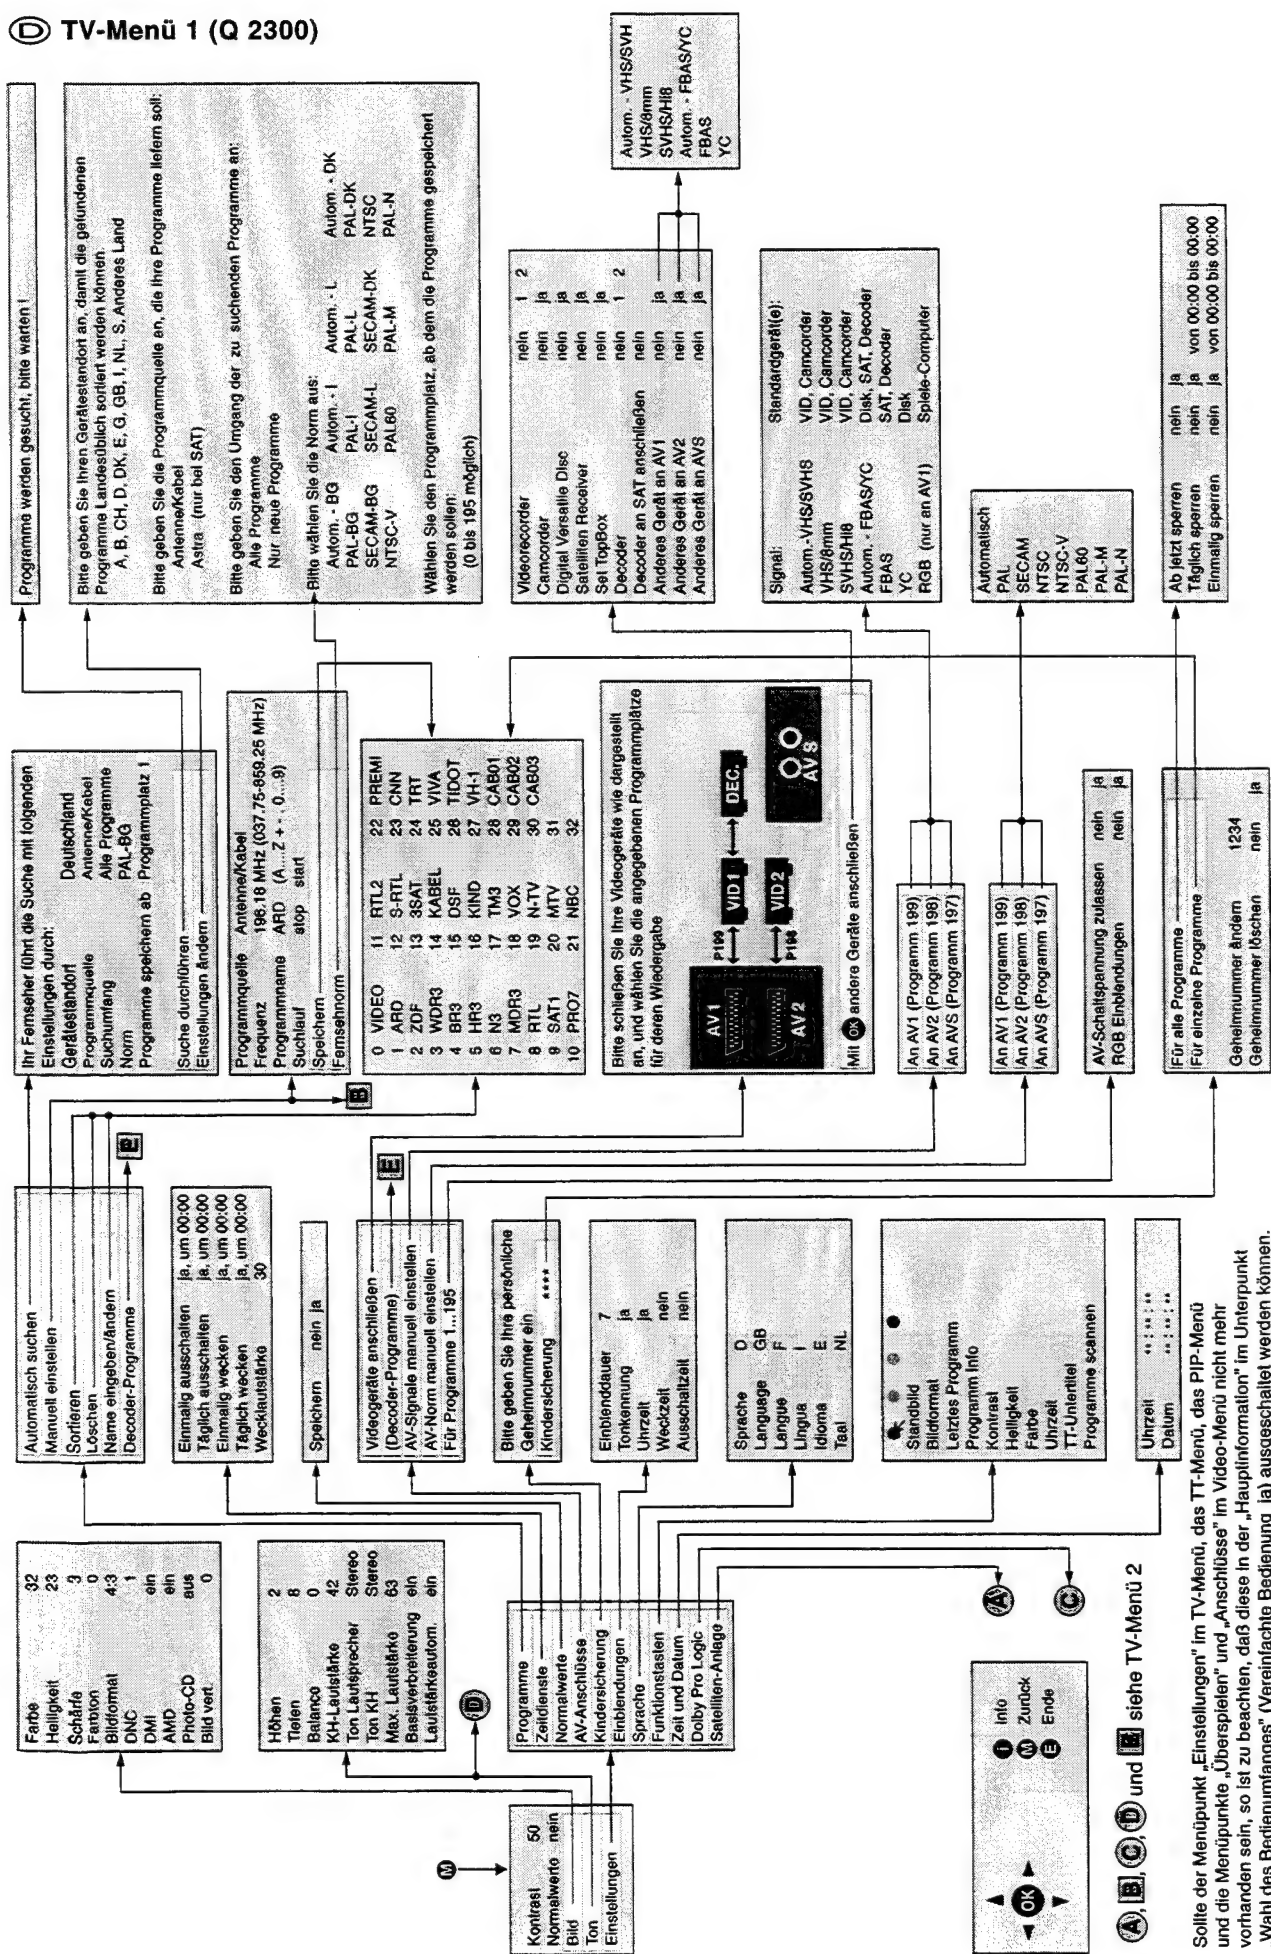 D TV-Menü 1 (Q 2300)
M
Kontrast 50
Normalwerte nein
Bild
Ton
Einstellungen
Farbe 32
Helligkeit 23
Schärfe 3
Farbton 0
Bildformat 4:3
DNC 1
DMI ein
AMD ein
Photo-CD aus
Bild vert. 0
Höhen 2
Tiefen 8
Balance 0
KH-Lautstärke 42
Ton Lautsprecher Stereo
Ton KH Stereo
Max. Lautstärke 63
Basisverbreiterung ein
Lautstärkeautom. ein
D
Programme
Zeitdienste
Normalwerte
AV-Anschlüsse
Kindersicherung
Einblendungen
Sprache
Funktionstasten
Zeit und Datum
Dolby Pro Logic
Satelliten-Anlage
A
C
Automatisch suchen
Manuell einstellen
Sortieren
Löschen
Name eingeben/ändern
Decoder-Programme
E
B
Einmalig ausschalten ja, um 00:00
Täglich ausschalten ja, um 00:00
Einmalig wecken ja, um 00:00
Täglich wecken ja, um 00:00
Wecklautstärke 30
Speichern nein ja
Videogeräte anschließen
(Decoder-Programme)
AV-Signale manuell einstellen
AV-Norm manuell einstellen
Für Programme 1...195
E
Bitte geben Sie Ihre persönliche
Geheimnummer ein ****
Kindersicherung
Einblenddauer 7
Tonkennung ja
Uhrzeit ja
Weckzeit nein
Ausschaltzeit nein
Sprache D
Language GB
Langue F
Lingua I
Idioma E
Taal NL
Standbild
Bildformat
Letztes Programm
Programm Info
Kontrast
Helligkeit
Farbe
Uhrzeit
TT-Untertitel
Programme scannen
Uhrzeit **:**:**
Datum **:**:**
Ihr Fernseher führt die Suche mit folgenden
Einstellungen durch:
Gerätestandort Deutschland
Programmquelle Antenne/Kabel
Suchumfang Alle Programme
Norm PAL-BG
Programme speichern ab Programmplatz 1
Suche durchführen
Einstellungen ändern
Programmquelle Antenne/Kabel
Frequenz 196.18 MHz (037.75-859.25 MHz)
Programmname ARD (A...Z + - . 0....9)
Suchlauf stop start
Speichern
Fernsehnorm
0 VIDEO 11 RTL2 22 PREMI
1 ARD 12 S-RTL 23 CNN
2 ZDF 13 3SAT 24 TRT
3 WDR3 14 KABEL 25 VIVA
4 BR3 15 DSF 26 TIDOT
5 HR3 16 KIND 27 VH-1
6 N3 17 TM3 28 CAB01
7 MDR3 18 VOX 29 CAB02
8 RTL 19 N-TV 30 CAB03
9 SAT1 20 MTV 31
10 PRO7 21 NBC 32
Bitte schließen Sie Ihre Videogeräte wie dargestellt
an, und wählen Sie die angegebenen Programmplätze
für deren Wiedergabe
AV 1 P199 VID 1 DEC.
AV 2 P198 VID 2 AV S
Mit OK andere Geräte anschließen
An AV1 (Programm 199)
An AV2 (Programm 198)
An AVS (Programm 197)
An AV1 (Programm 199)
An AV2 (Programm 198)
An AVS (Programm 197)
AV-Schaltspannung zulassen nein ja
RGB Einblendungen nein ja
Für alle Programme
Für einzelne Programme
Geheimnummer ändern 1234
Geheimnummer löschen nein ja
Programme werden gesucht, bitte warten !
Bitte geben Sie Ihren Gerätestandort an, damit die gefundenen
Programme Landesüblich sortiert werden können
A, B, CH, D, DK, E, G, GB, I, NL, S, Anderes Land
Bitte geben Sie die Programmquelle an, die Ihre Programme liefern soll:
Antenne/Kabel
Astra (nur bei SAT)
Bitte geben Sie den Umgang der zu suchenden Programme an:
Alle Programme
Nur neue Programme
Bitte wählen Sie die Norm aus:
Autom. - BG Autom. - I Autom. - L Autom. - DK
PAL-BG PAL-I PAL-L PAL-DK
SECAM-BG SECAM-L SECAM-DK NTSC
NTSC-V PAL60 PAL-M PAL-N
Wählen Sie den Programmplatz, ab dem die Programme gespeichert
werden sollen:
(0 bis 195 möglich)
Videorecorder nein 1 2
Camcorder nein ja
Digital Versatile Disc nein ja
Satelliten Receiver nein ja
Set TopBox nein ja
Decoder nein 1 2
Decoder an SAT anschließen
Anderes Gerät an AV1 nein ja
Anderes Gerät an AV2 nein ja
Anderes Gerät an AVS nein ja
Autom. - VHS/SVH
VHS/8mm
SVHS/Hi8
Autom. - FBAS/YC
FBAS
YC
Signal: Standardgerät(e):
Autom.-VHS/SVHS VID, Camcorder
VHS/8mm VID, Camcorder
SVHS/Hi8 VID, Camcorder
Autom. - FBAS/YC Disk, SAT, Decoder
FBAS SAT, Decoder
YC Disk
RGB (nur an AV1) Spiele-Computer
Automatisch
PAL
SECAM
NTSC
NTSC-V
PAL60
PAL-M
PAL-N
Ab jetzt sperren nein ja
Täglich sperren nein ja von 00:00 bis 00:00
Einmalig sperren nein ja von 00:00 bis 00:00
OK
i Info
M Zurück
E Ende
A, B, C, D und E siehe TV-Menü 2
Sollte der Menüpunkt „Einstellungen" im TV-Menü, das TT-Menü, das PIP-Menü
und die Menüpunkte „Überspielen" und „Anschlüsse" im Video-Menü nicht mehr
vorhanden sein, so ist zu beachten, daß diese in der „Hauptinformation" im Unterpunkt
„Wahl des Bedienumfanges" (Vereinfachte Bedienung ja) ausgeschaltet werden können.